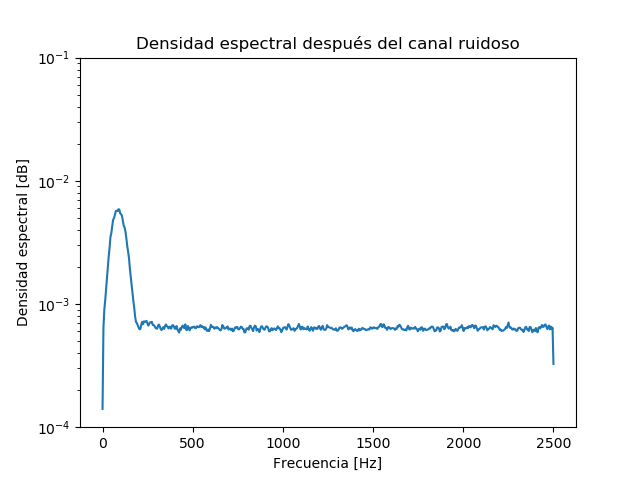 Densidad espectral después del canal ruidoso
Densidad espectral [dB]
10⁻¹
10⁻²
10⁻³
10⁻⁴
0 500 1000 1500 2000 2500
Frecuencia [Hz]